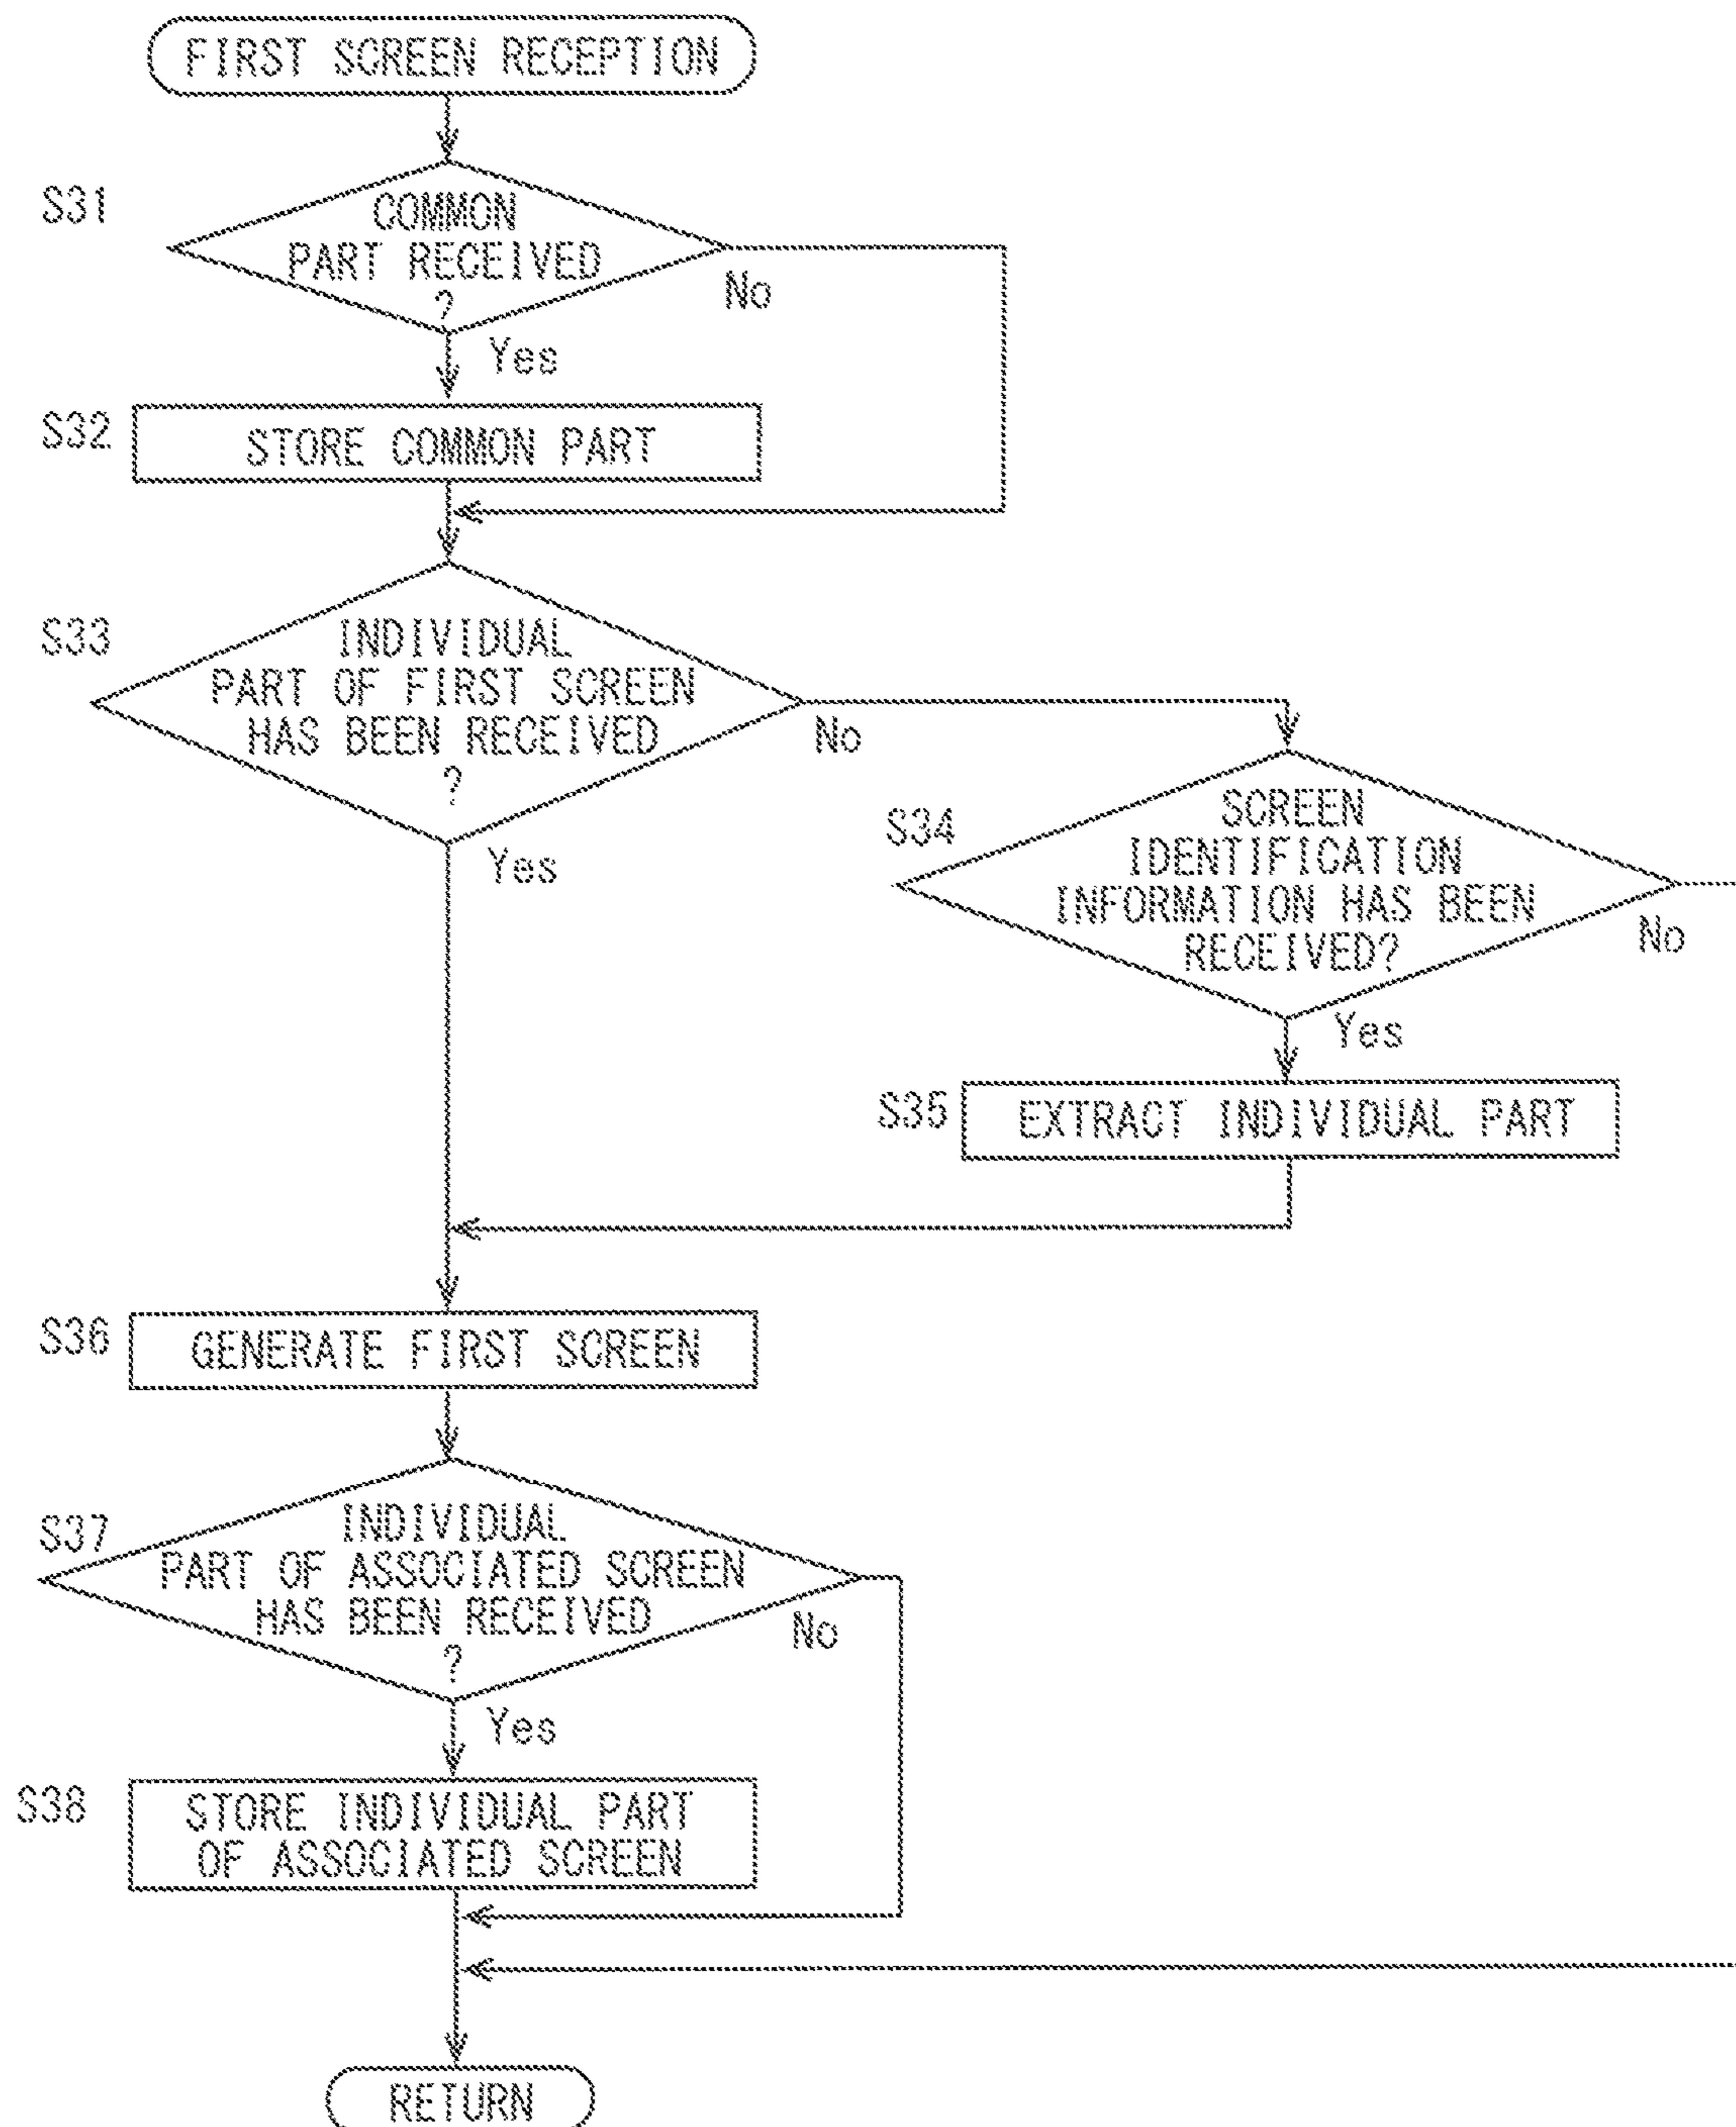 FIRST SCREEN RECEPTION
S31
COMMON
PART RECEIVED
?
No
Yes
S32
STORE COMMON PART
S33
INDIVIDUAL
PART OF FIRST SCREEN
HAS BEEN RECEIVED
?
No
Yes
S34
SCREEN
IDENTIFICATION
INFORMATION HAS BEEN
RECEIVED?
No
Yes
S35
EXTRACT INDIVIDUAL PART
S36
GENERATE FIRST SCREEN
S37
INDIVIDUAL
PART OF ASSOCIATED SCREEN
HAS BEEN RECEIVED
?
No
Yes
S38
STORE INDIVIDUAL PART
OF ASSOCIATED SCREEN
RETURN